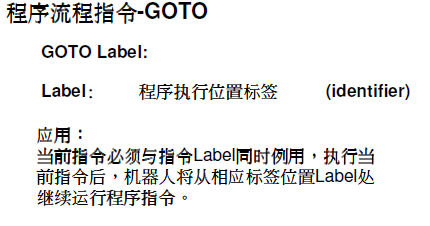 程序流程指令-GOTO
GOTO Label:
Label： 程序执行位置标签 (identifier)
应用：
当前指令必须与指令Label同时例用，执行当
前指令后，机器人将从相应标签位置Label处
继续运行程序指令。